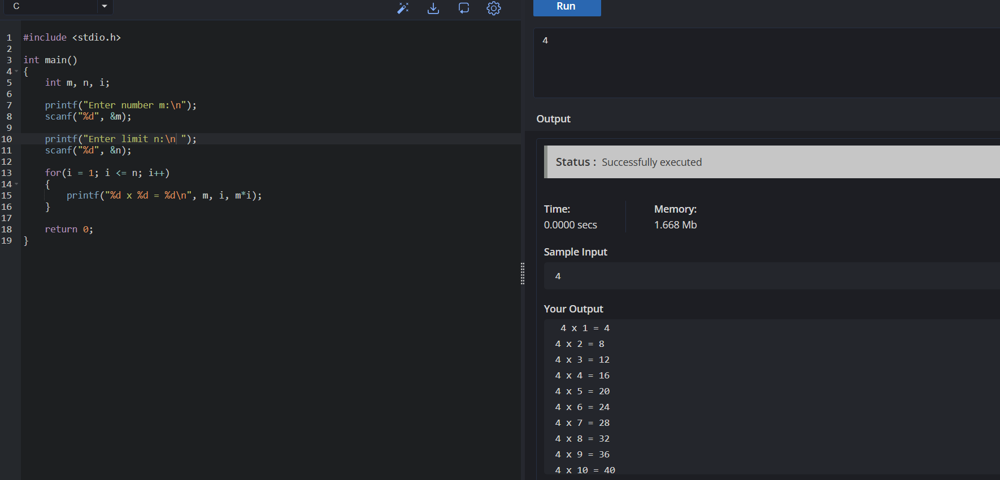 C
1 #include <stdio.h>
2
3 int main()
4 {
5     int m, n, i;
6
7     printf("Enter number m:\n");
8     scanf("%d", &m);
9
10     printf("Enter limit n:\n ");
11     scanf("%d", &n);
12
13     for(i = 1; i <= n; i++)
14     {
15         printf("%d x %d = %d\n", m, i, m*i);
16     }
17
18     return 0;
19 }
Run
4
Output
Status : Successfully executed
Time: Memory:
0.0000 secs 1.668 Mb
Sample Input
4
Your Output
4 x 1 = 4
4 x 2 = 8
4 x 3 = 12
4 x 4 = 16
4 x 5 = 20
4 x 6 = 24
4 x 7 = 28
4 x 8 = 32
4 x 9 = 36
4 x 10 = 40